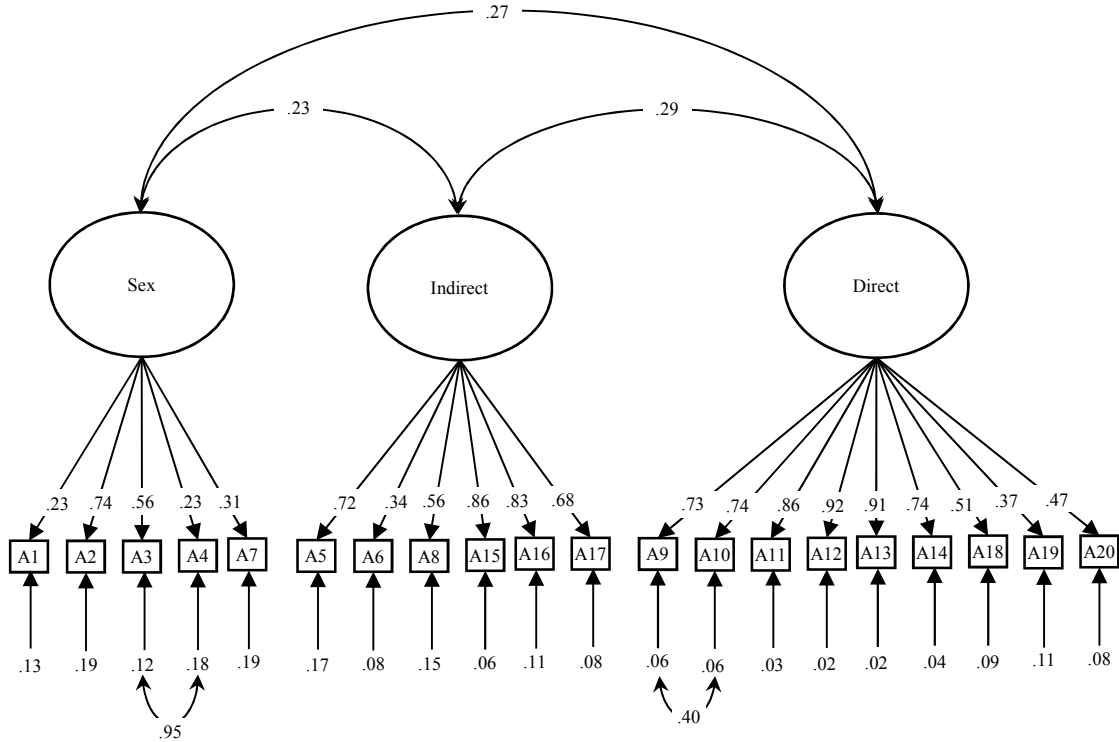 .27
.23 .29
Sex Indirect Direct
.23 .74 .56 .23 .31 .72 .34 .56 .86 .83 .68 .73 .74 .86 .92 .91 .74 .51 .37 .47
A1 A2 A3 A4 A7 A5 A6 A8 A15 A16 A17 A9 A10 A11 A12 A13 A14 A18 A19 A20
.13 .19 .12 .18 .19 .17 .08 .15 .06 .11 .08 .06 .06 .03 .02 .02 .04 .09 .11 .08
.95 .40